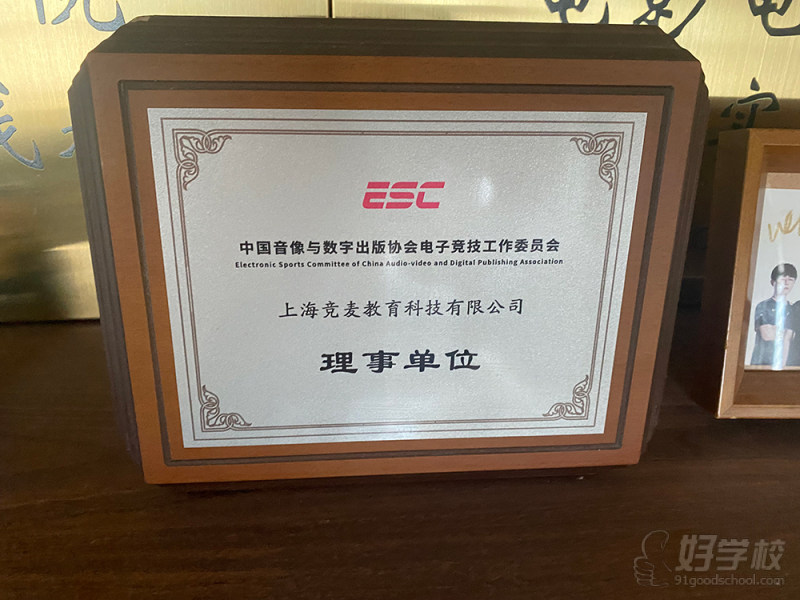 电影
ESC
中国音像与数字出版协会电子竞技工作委员会
Electronic Sports Committee of China Audio-video and Digital Publishing Association
上海竞麦教育科技有限公司
理事单位
好学校
91goodschool.com